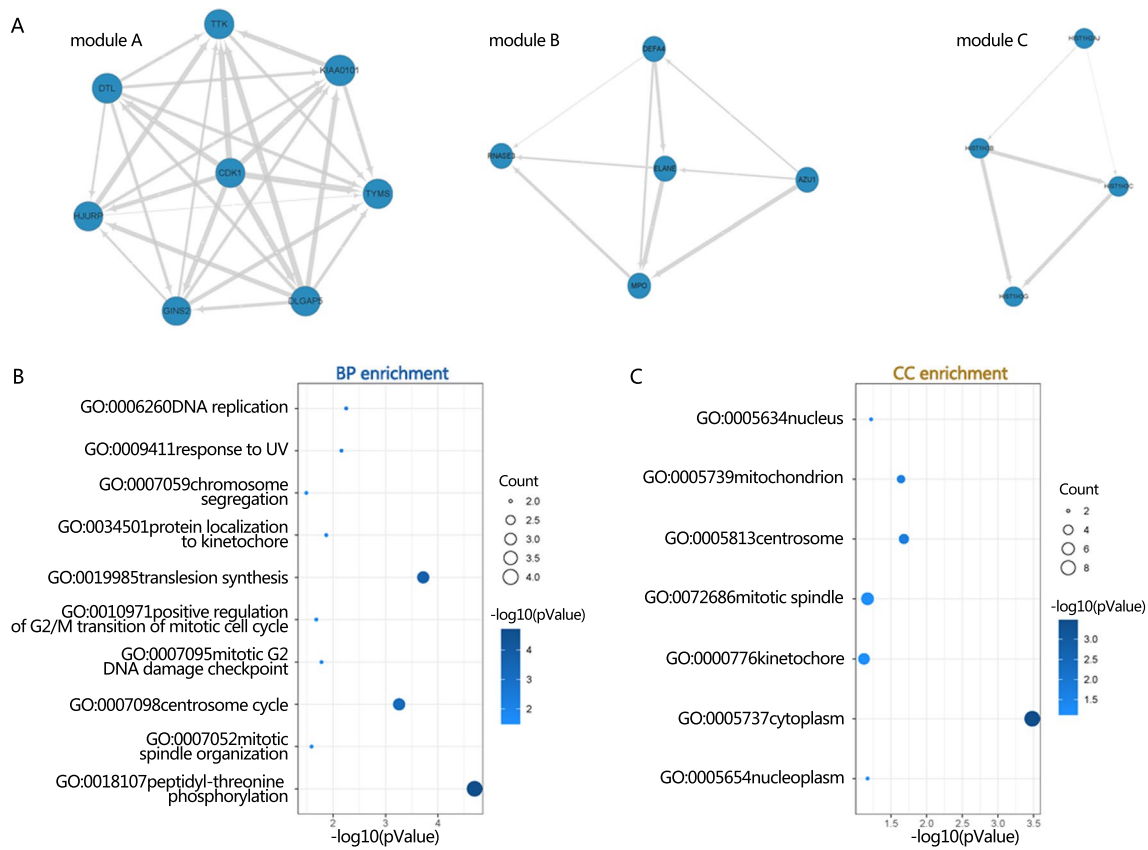 A
module A
TTK
KIAA0101
DTL
CDK1
TYMS
HJURP
GINS2
DLGAP5
module B
DEFA4
RNASE3
ELANE
AZU1
MPO
module C
HIST1H2AJ
HIST1H3B
HIST1H3C
HIST1H3G
B
BP enrichment
GO:0006260DNA replication
GO:0009411response to UV
GO:0007059chromosome
segregation
GO:0034501protein localization
to kinetochore
GO:0019985translesion synthesis
GO:0010971positive regulation
of G2/M transition of mitotic cell cycle
GO:0007095mitotic G2
DNA damage checkpoint
GO:0007098centrosome cycle
GO:0007052mitotic
spindle organization
GO:0018107peptidyl-threonine
phosphorylation
2 3 4
-log10(pValue)
Count
2.0
2.5
3.0
3.5
4.0
-log10(pValue)
4
3
2
C
CC enrichment
GO:0005634nucleus
GO:0005739mitochondrion
GO:0005813centrosome
GO:0072686mitotic spindle
GO:0000776kinetochore
GO:0005737cytoplasm
GO:0005654nucleoplasm
1.5 2.0 2.5 3.0 3.5
-log10(pValue)
Count
2
4
6
8
-log10(pValue)
3.0
2.5
2.0
1.5